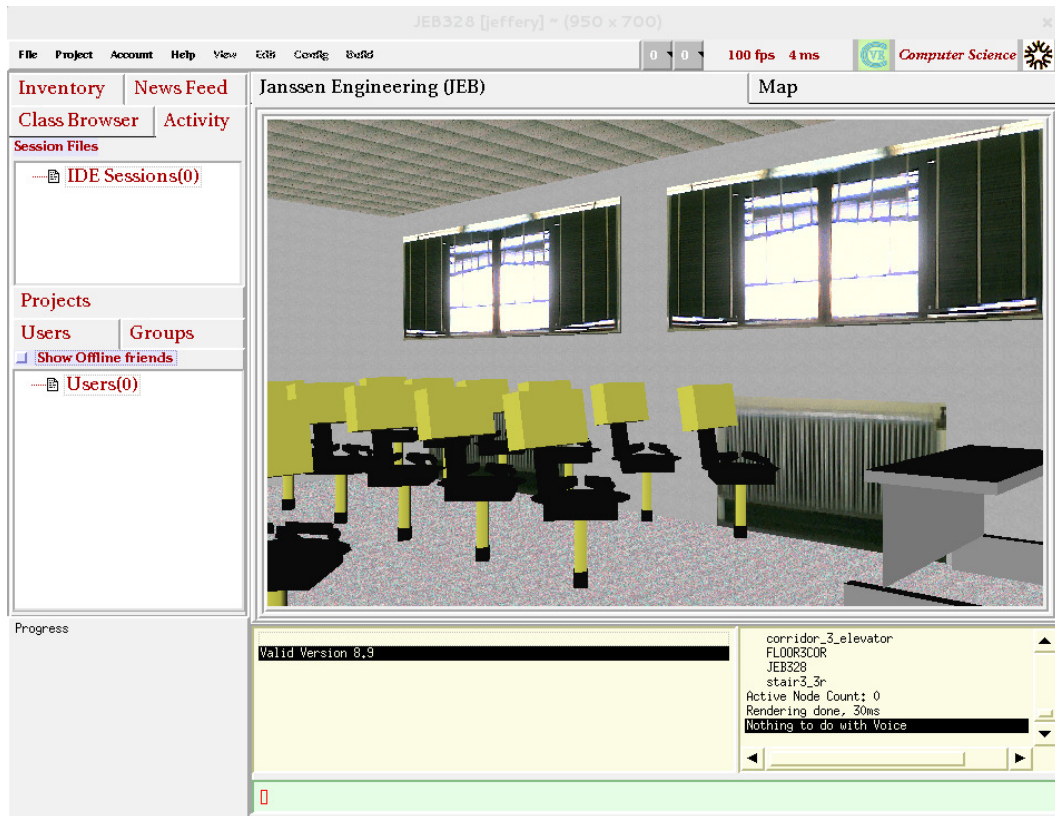 JEB328 [jeffery] ~ (950 x 700)
File Project Account Help View Edit Config Build 0 0 100 fps 4 ms CVE Computer Science
Inventory News Feed
Class Browser Activity
Session Files
IDE Sessions(0)
Projects
Users Groups
Show Offline friends
Users(0)
Progress
Janssen Engineering (JEB) Map
Valid Version 8.9
corridor_3_elevator
FLOOR3COR
JEB328
stair3_3r
Active Node Count: 0
Rendering done, 30ms
Nothing to do with Voice